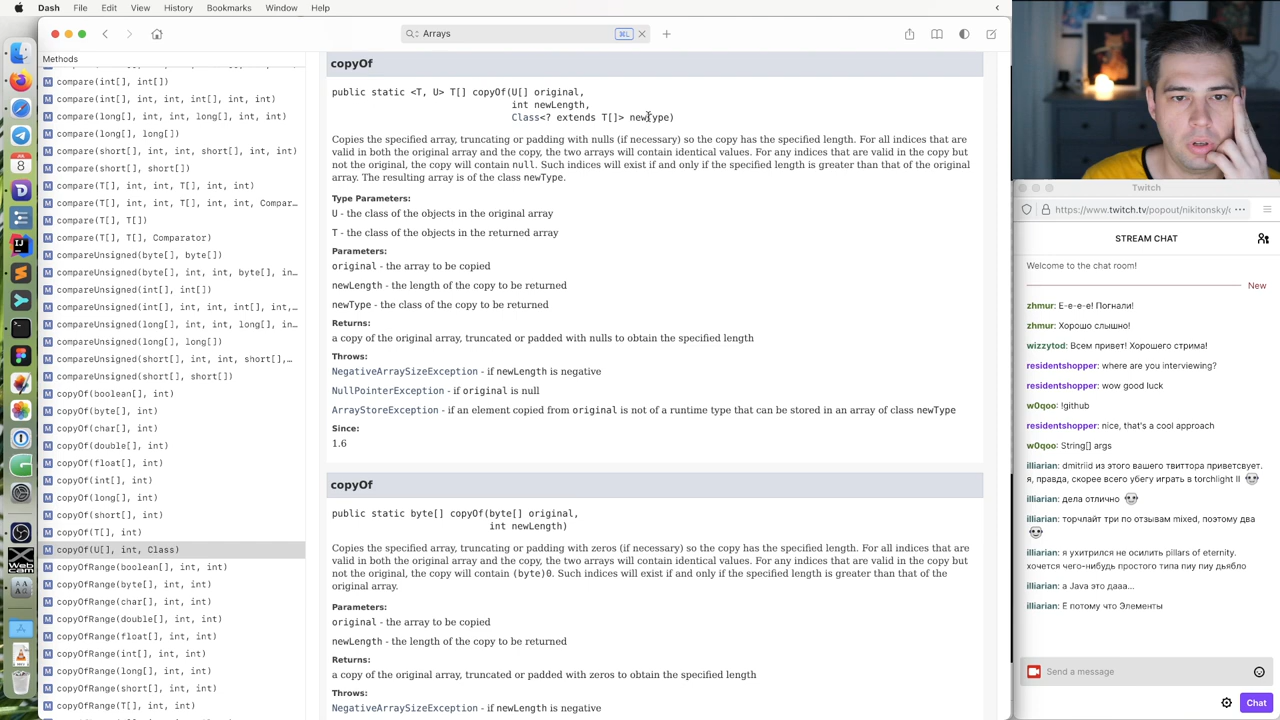 Dash File Edit View History Bookmarks Window Help
Arrays
⌘L
Methods
compare(int[], int[])
compare(int[], int, int, int[], int, int)
compare(long[], int, int, long[], int, int)
compare(long[], long[])
compare(short[], int, int, short[], int, int)
compare(short[], short[])
compare(T[], int, int, T[], int, int)
compare(T[], int, int, T[], int, int, Compar…
compare(T[], T[])
compare(T[], T[], Comparator)
compareUnsigned(byte[], byte[])
compareUnsigned(byte[], int, int, byte[], in…
compareUnsigned(int[], int[])
compareUnsigned(int[], int, int, int[], int,…
compareUnsigned(long[], int, int, long[], in…
compareUnsigned(long[], long[])
compareUnsigned(short[], int, int, short[],…
compareUnsigned(short[], short[])
copyOf(boolean[], int)
copyOf(byte[], int)
copyOf(char[], int)
copyOf(double[], int)
copyOf(float[], int)
copyOf(int[], int)
copyOf(long[], int)
copyOf(short[], int)
copyOf(T[], int)
copyOf(U[], int, Class)
copyOfRange(boolean[], int, int)
copyOfRange(byte[], int, int)
copyOfRange(char[], int, int)
copyOfRange(double[], int, int)
copyOfRange(float[], int, int)
copyOfRange(int[], int, int)
copyOfRange(long[], int, int)
copyOfRange(short[], int, int)
copyOfRange(T[], int, int)
copyOf
public static <T, U> T[] copyOf(U[] original,
int newLength,
Class<? extends T[]> newType)
Copies the specified array, truncating or padding with nulls (if necessary) so the copy has the specified length. For all indices that are
valid in both the original array and the copy, the two arrays will contain identical values. For any indices that are valid in the copy but
not the original, the copy will contain null. Such indices will exist if and only if the specified length is greater than that of the original
array. The resulting array is of the class newType.
Type Parameters:
U - the class of the objects in the original array
T - the class of the objects in the returned array
Parameters:
original - the array to be copied
newLength - the length of the copy to be returned
newType - the class of the copy to be returned
Returns:
a copy of the original array, truncated or padded with nulls to obtain the specified length
Throws:
NegativeArraySizeException - if newLength is negative
NullPointerException - if original is null
ArrayStoreException - if an element copied from original is not of a runtime type that can be stored in an array of class newType
Since:
1.6
copyOf
public static byte[] copyOf(byte[] original,
int newLength)
Copies the specified array, truncating or padding with zeros (if necessary) so the copy has the specified length. For all indices that are
valid in both the original array and the copy, the two arrays will contain identical values. For any indices that are valid in the copy but
not the original, the copy will contain (byte)0. Such indices will exist if and only if the specified length is greater than that of the
original array.
Parameters:
original - the array to be copied
newLength - the length of the copy to be returned
Returns:
a copy of the original array, truncated or padded with zeros to obtain the specified length
Throws:
NegativeArraySizeException - if newLength is negative
Twitch
https://www.twitch.tv/popout/nikitonsky/c
STREAM CHAT
Welcome to the chat room!
New
zhmur: Е-е-е-е! Погнали!
zhmur: Хорошо слышно!
wizzytod: Всем привет! Хорошего стрима!
residentshopper: where are you interviewing?
residentshopper: wow good luck
w0qoo: !github
residentshopper: nice, that's a cool approach
w0qoo: String[] args
illiarian: dmitriid из этого вашего твиттора приветсвует.
я, правда, скорее всего убегу играть в torchlight II
illiarian: дела отлично
illiarian: торчлайт три по отзывам mixed, поэтому два
illiarian: я ухитрился не осилить pillars of eternity.
хочется чего-нибудь простого типа пиу пиу дьябло
illiarian: а Java это дааа...
illiarian: Е потому что Элементы
Send a message
Chat